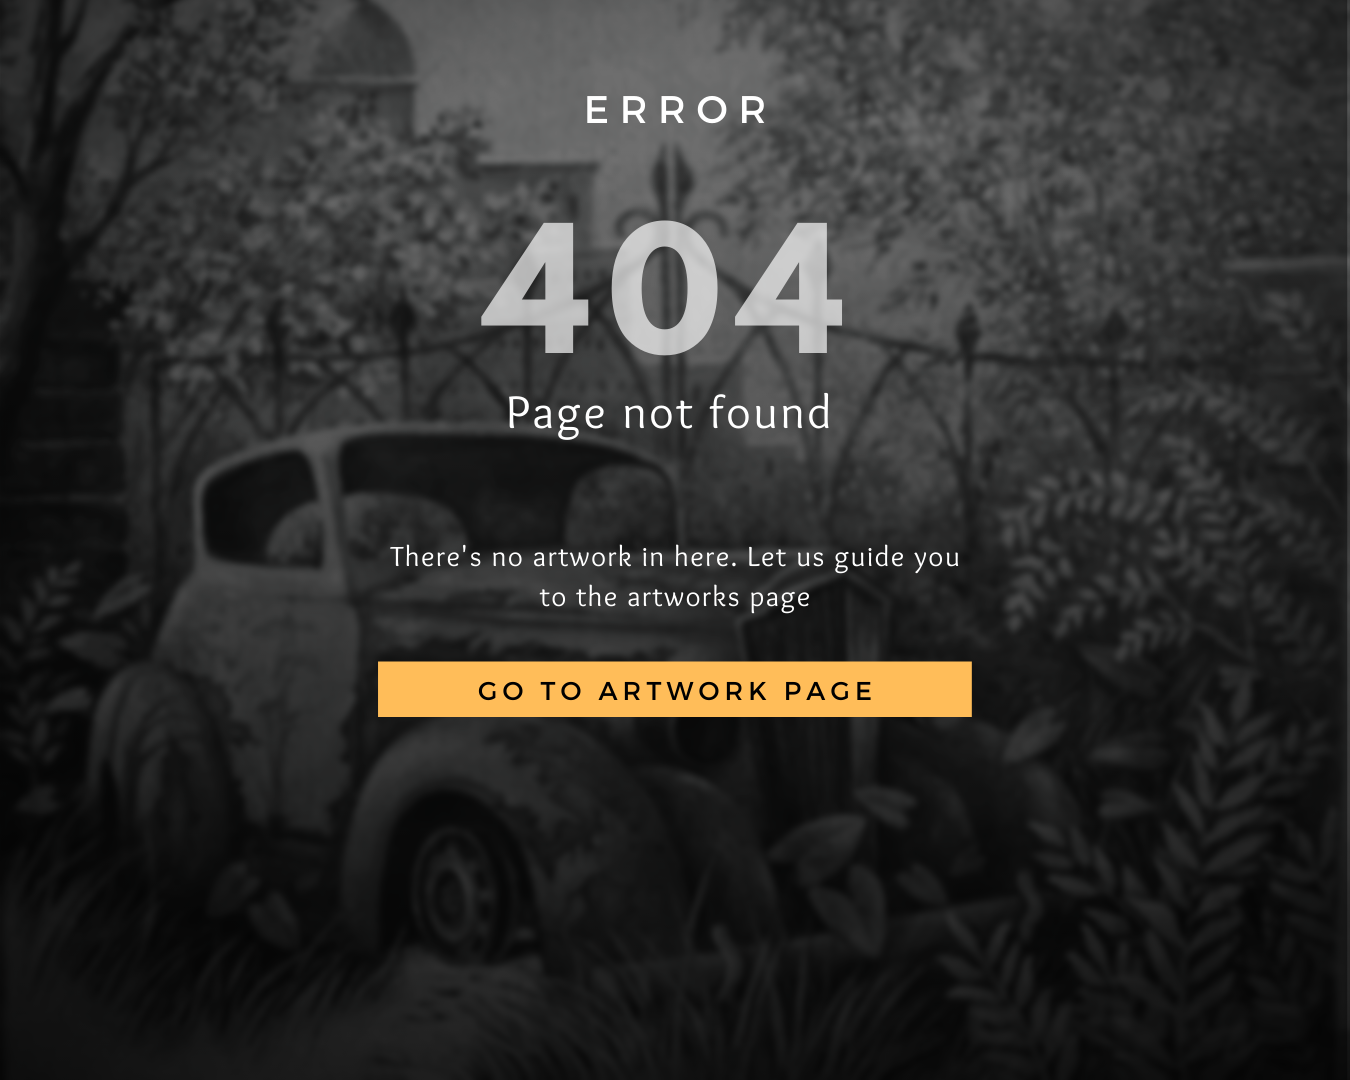 ERROR
404
Page not found
There's no artwork in here. Let us guide you
to the artworks page
GO TO ARTWORK PAGE